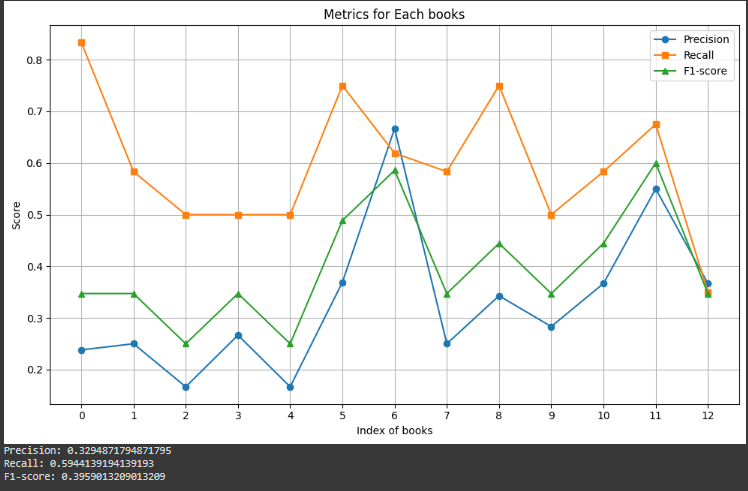 Metrics for Each books
Precision
Recall
F1-score
Score
0.8
0.7
0.6
0.5
0.4
0.3
0.2
0 1 2 3 4 5 6 7 8 9 10 11 12
Index of books
Precision: 0.3294871794871795
Recall: 0.5944139194139193
F1-score: 0.3959013209013209